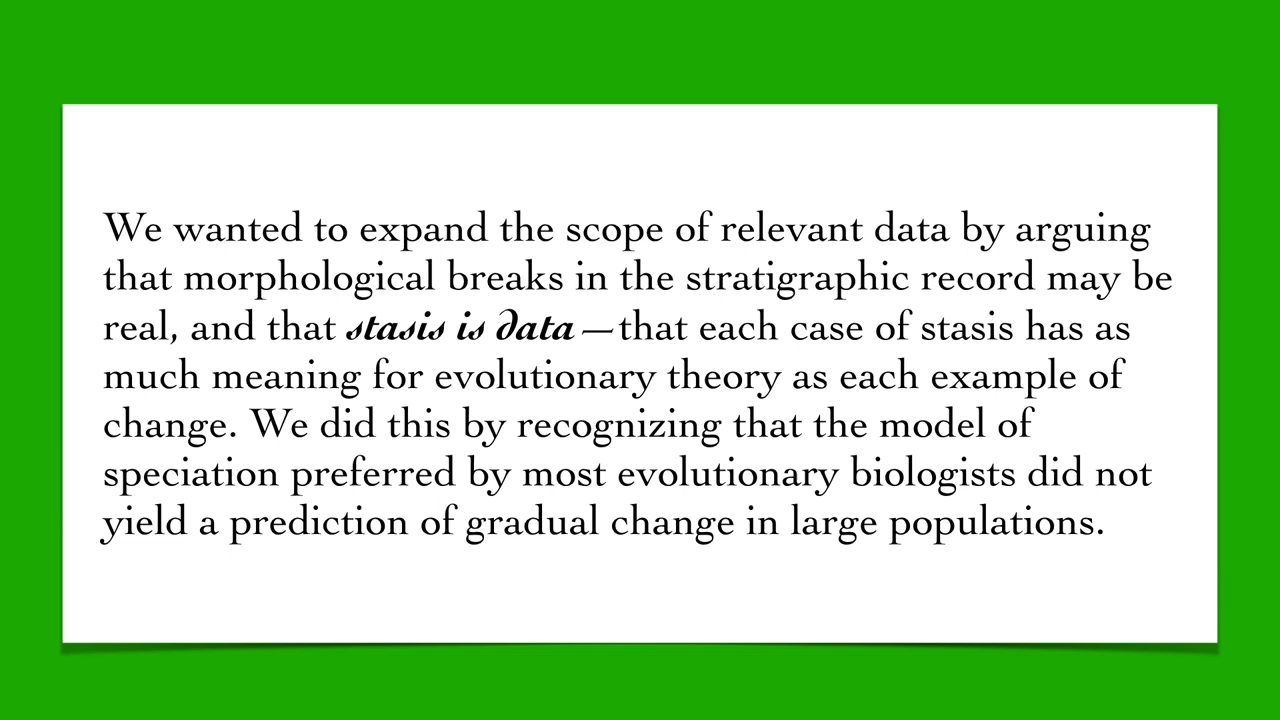 We wanted to expand the scope of relevant data by arguing
that morphological breaks in the stratigraphic record may be
real, and that stasis is data—that each case of stasis has as
much meaning for evolutionary theory as each example of
change. We did this by recognizing that the model of
speciation preferred by most evolutionary biologists did not
yield a prediction of gradual change in large populations.